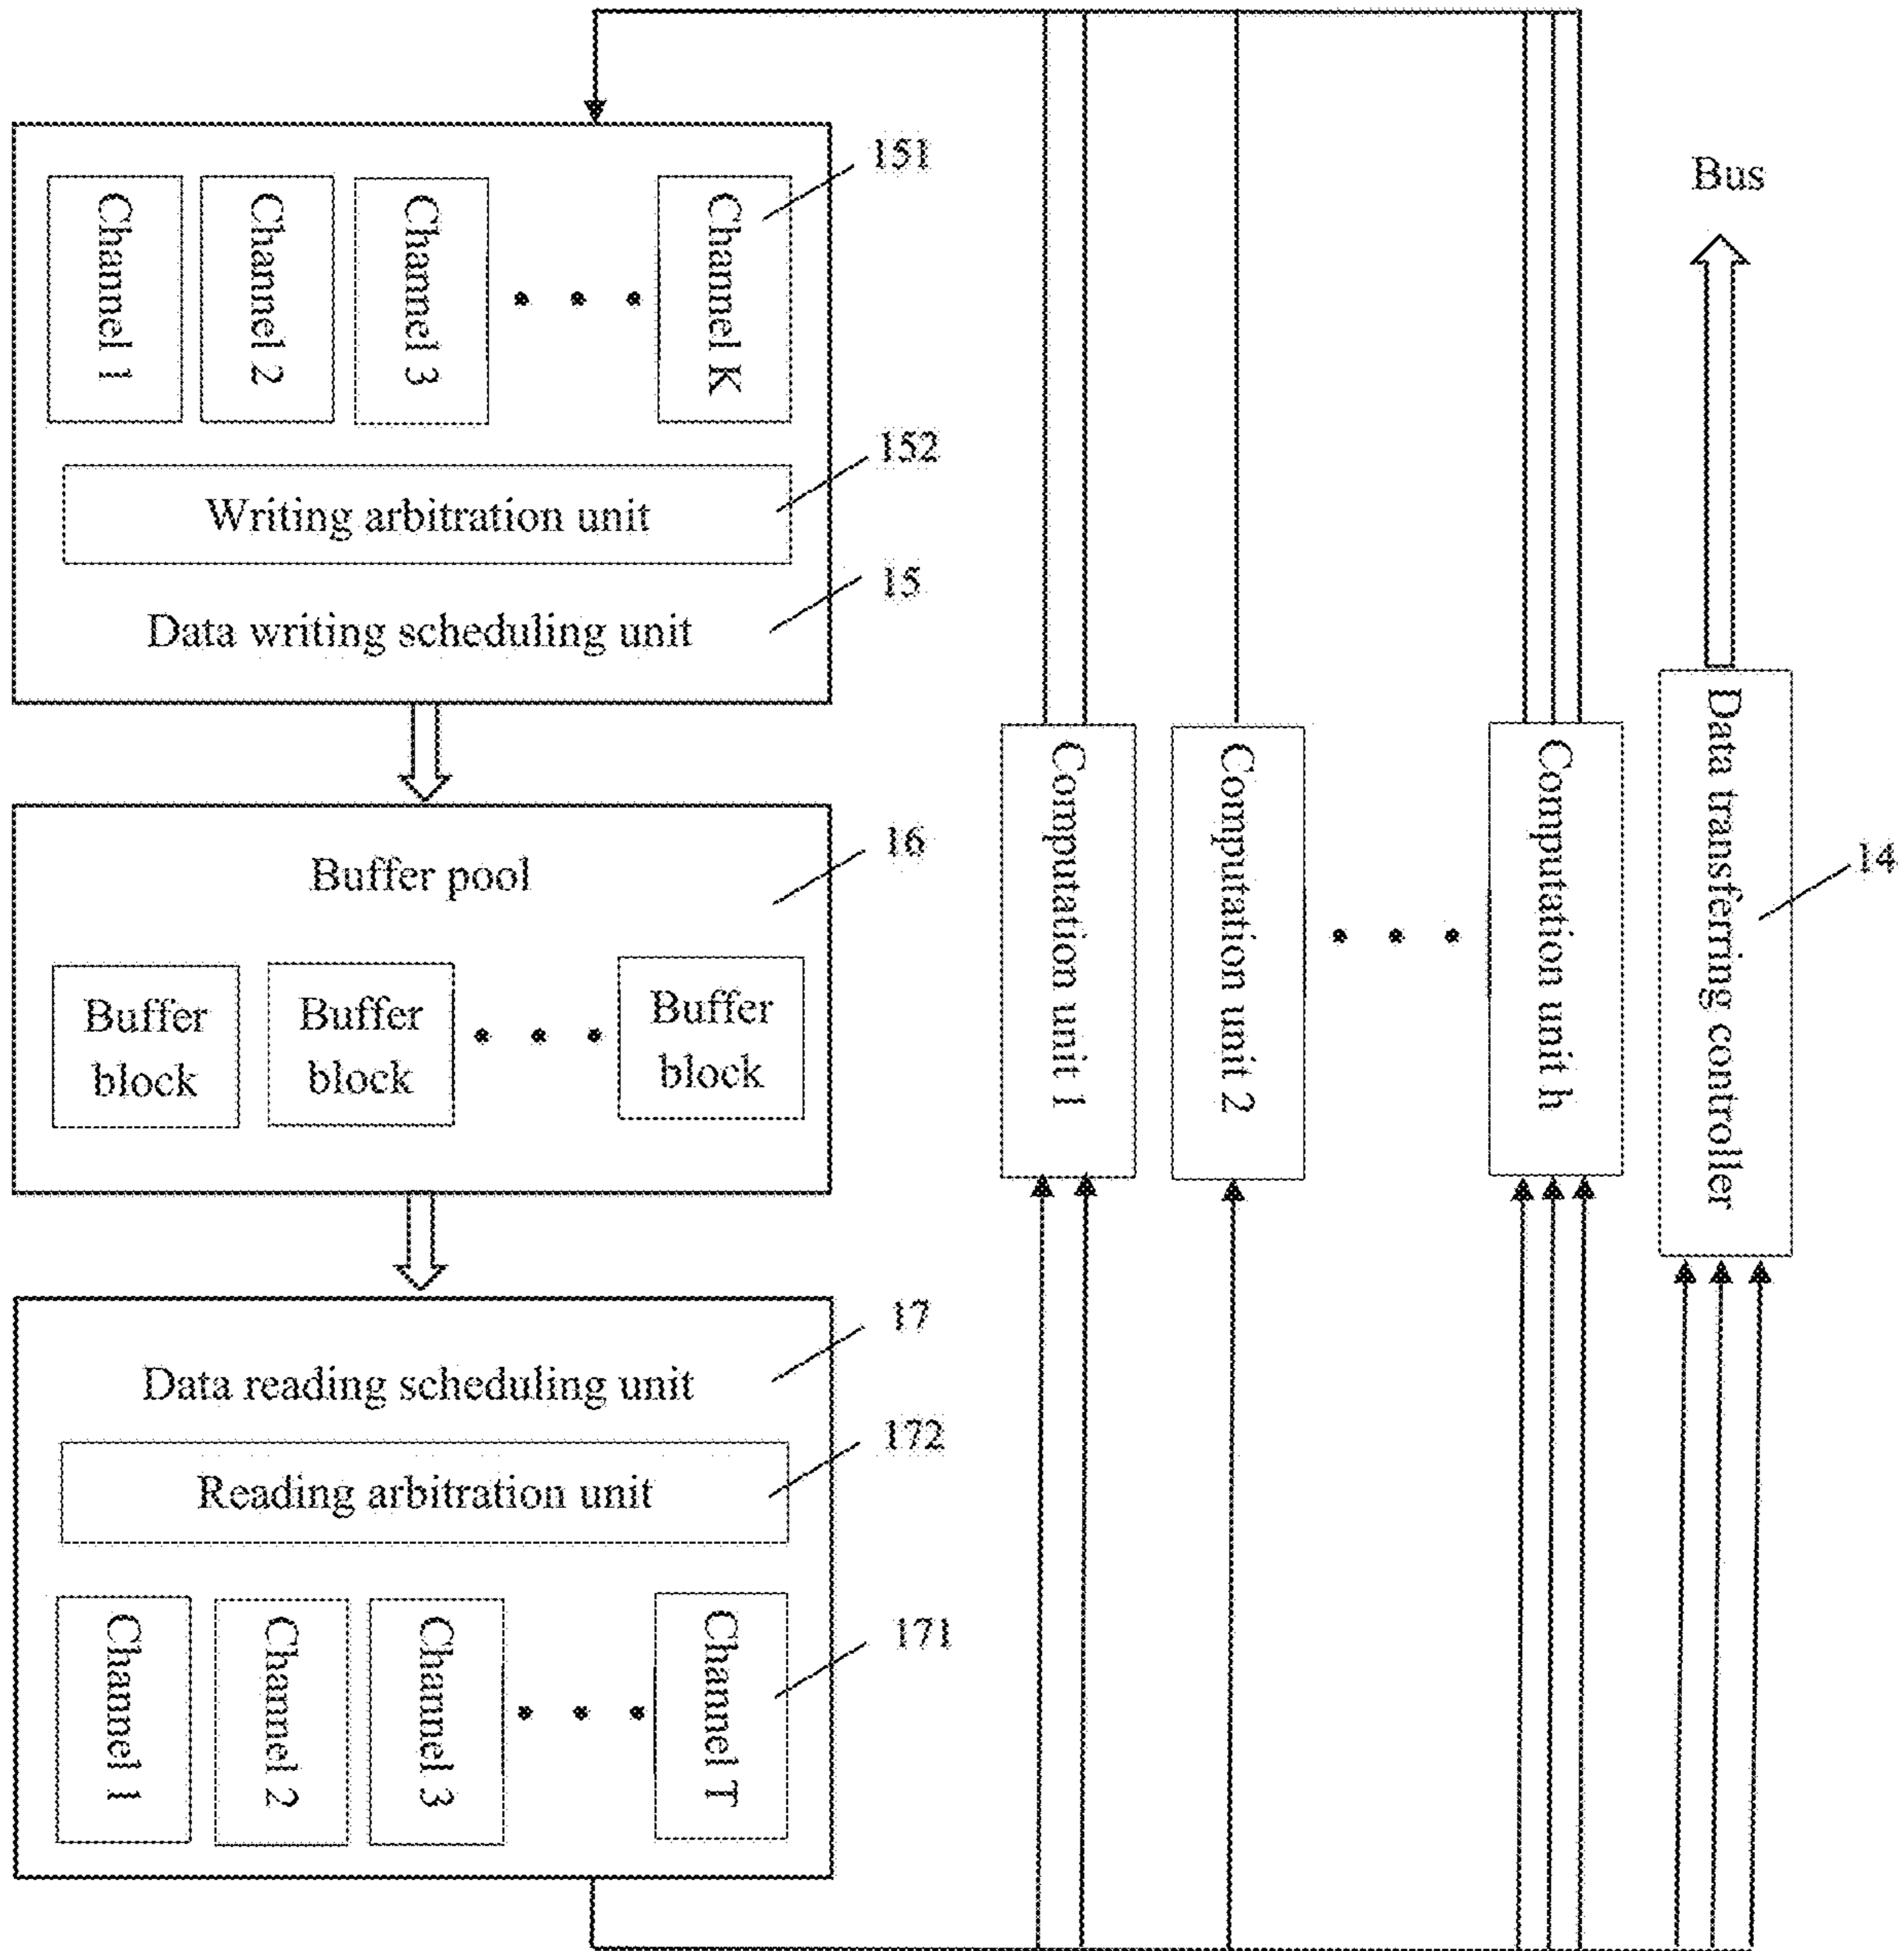 151
Bus
Channel 1
Channel 2
Channel 3
Channel K
152
Writing arbitration unit
15
Data writing scheduling unit
Computation unit 1
Computation unit 2
Computation unit h
Data transferring controller
14
16
Buffer pool
Buffer
block
Buffer
block
Buffer
block
17
Data reading scheduling unit
172
Reading arbitration unit
171
Channel 1
Channel 2
Channel 3
Channel T